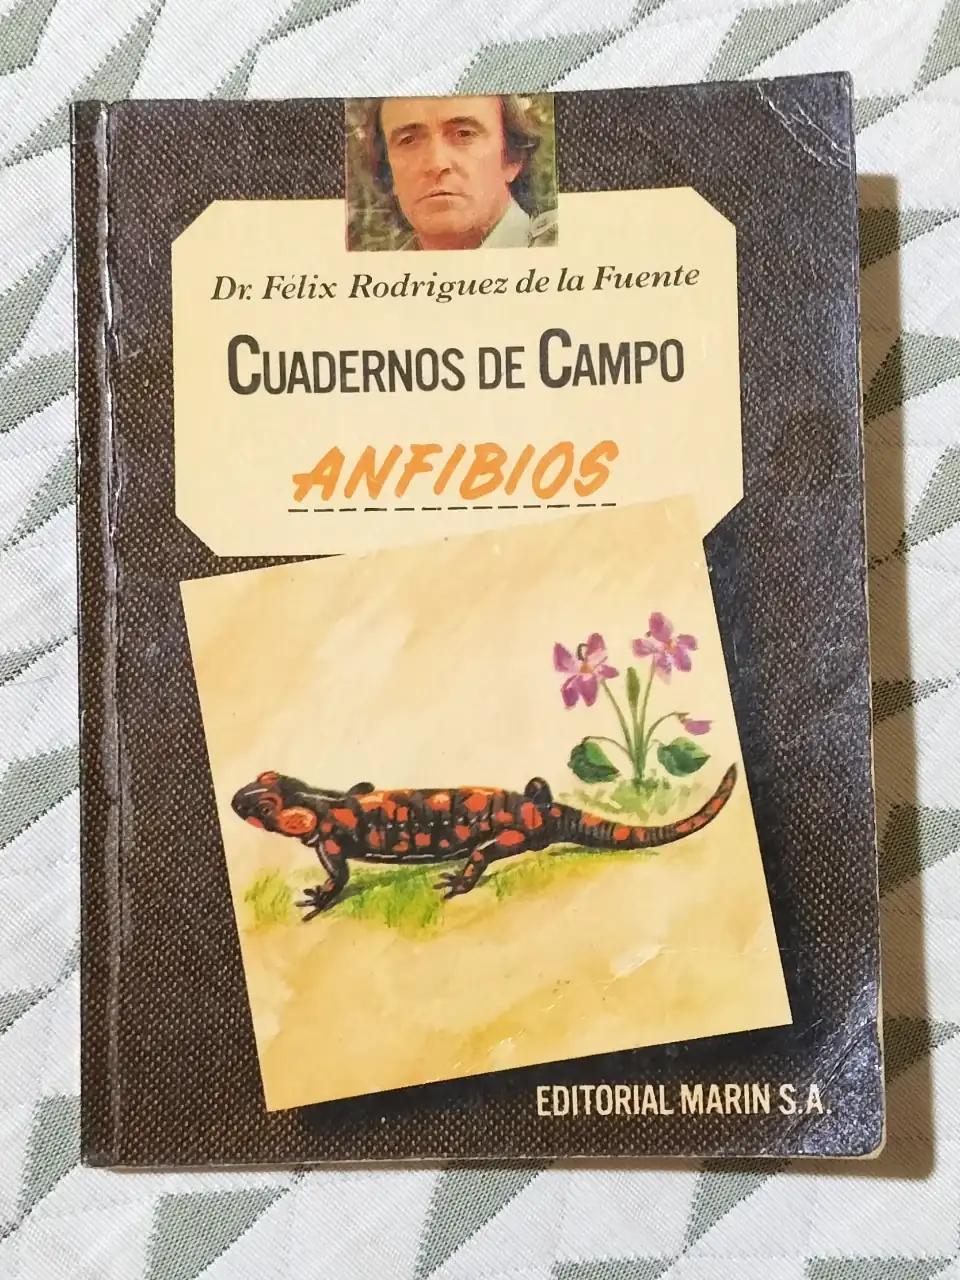 Dr. Félix Rodriguez de la Fuente
CUADERNOS DE CAMPO
ANFIBIOS
EDITORIAL MARIN S.A.